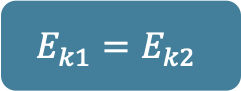 $E_{k1} = E_{k2}$